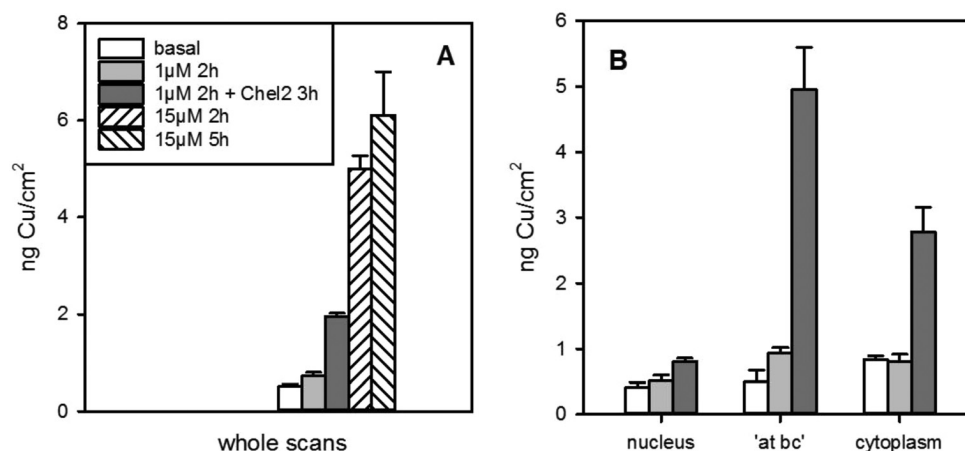 A
ng Cu/cm²
8
6
4
2
0
basal
1µM 2h
1µM 2h + Chel2 3h
15µM 2h
15µM 5h
whole scans
B
ng Cu/cm²
6
5
4
3
2
1
0
nucleus
'at bc'
cytoplasm